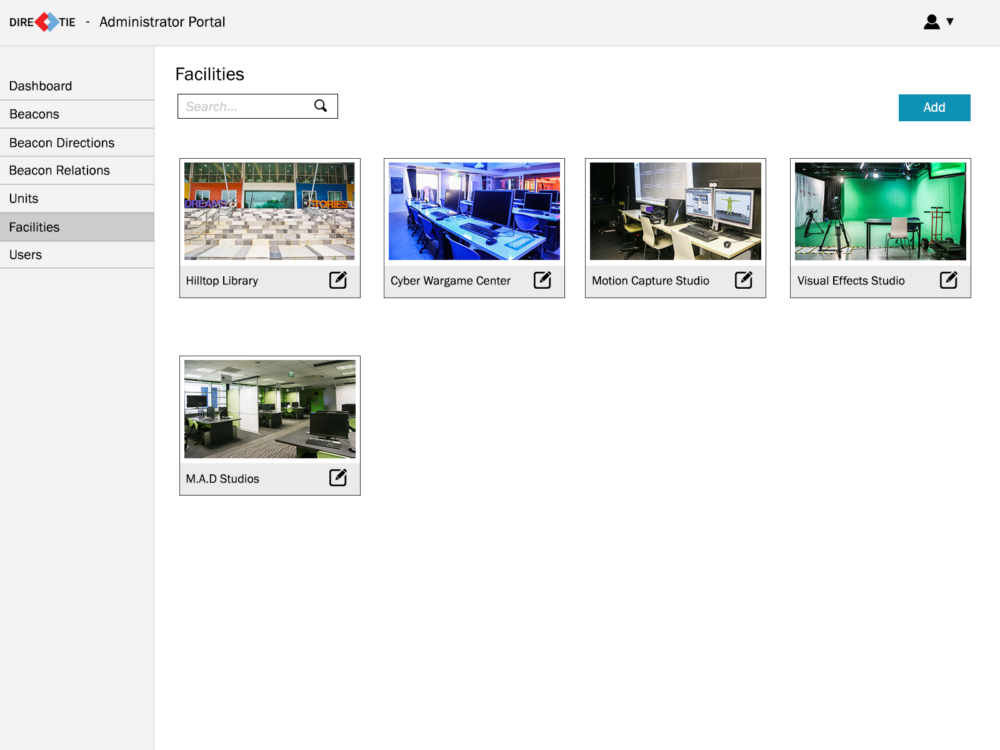 DIRE TIE - Administrator Portal
▼
Dashboard
Beacons
Beacon Directions
Beacon Relations
Units
Facilities
Users
Facilities
Search...
Add
DREAMS
STORIES
Hilltop Library
Cyber Wargame Center
Motion Capture Studio
Visual Effects Studio
M.A.D Studios